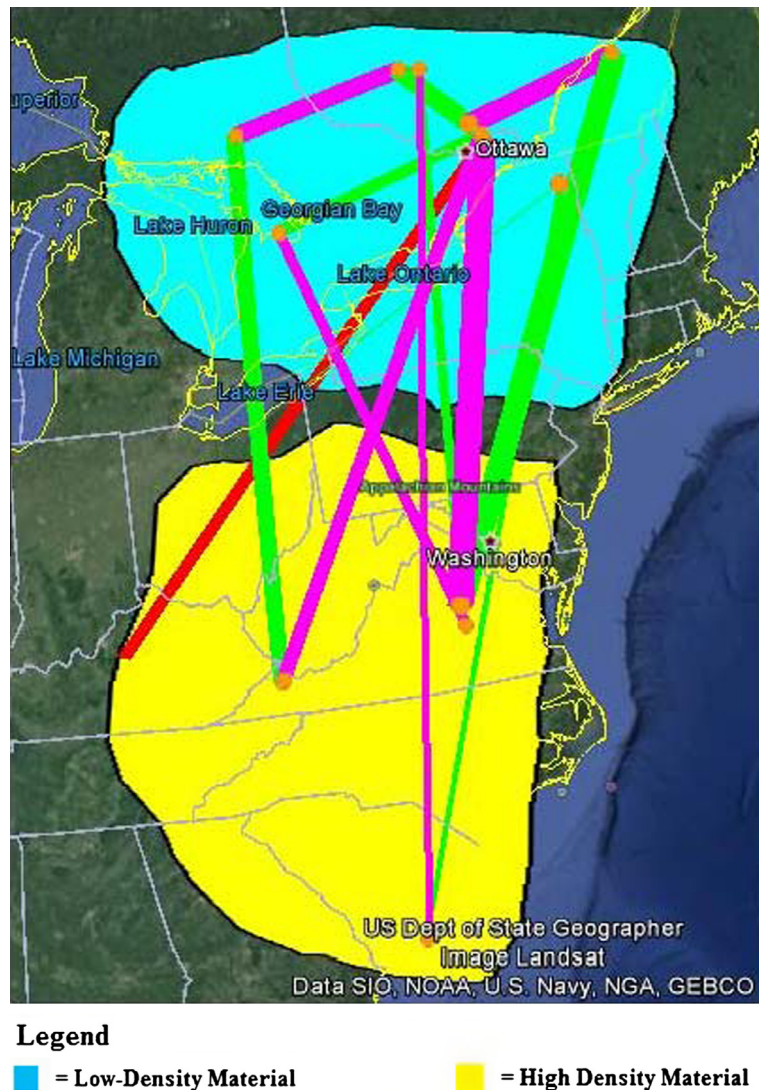 uperior
Ottawa
Georgian Bay
Lake Huron
Lake Ontario
Lake Michigan
Lake Erie
Appalachian Mountains
Washington
US Dept of State Geographer
Image Landsat
Data SIO, NOAA, U.S. Navy, NGA, GEBCO
Legend
= Low-Density Material
= High Density Material